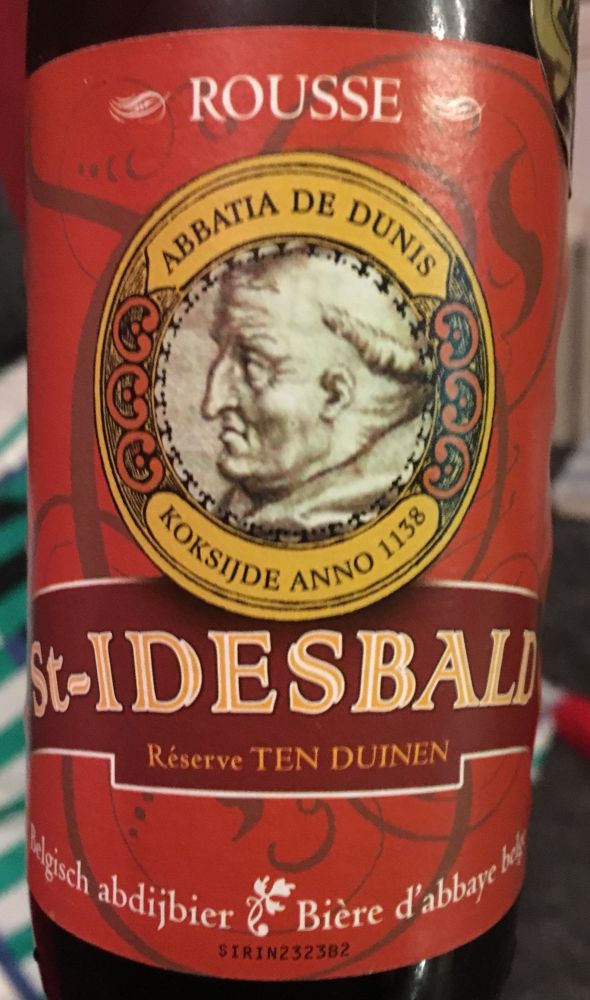 ROUSSE
ABBATIA DE DUNIS
KOKSIJDE ANNO 1138
St-IDESBALD
Réserve TEN DUINEN
Belgisch abdijbier Bière d'abbaye belge
SIRIN2323B2